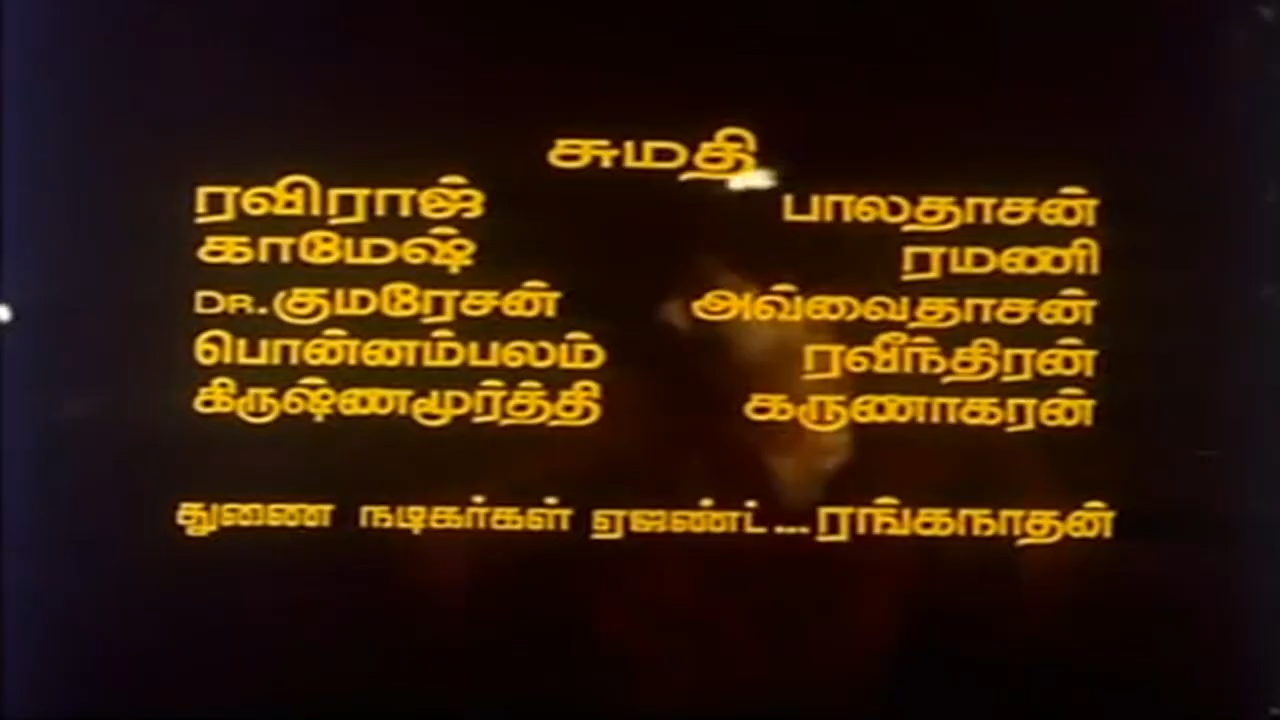 சுமதி
ரவிராஜ் பாலதாசன்
காமேஷ் ரமணி
DR.குமரேசன் அவ்வைதாசன்
பொன்னம்பலம் ரவீந்திரன்
கிருஷ்ணமூர்த்தி கருணாகரன்
துணை நடிகர்கள் ஏஜண்ட்...ரங்கநாதன்